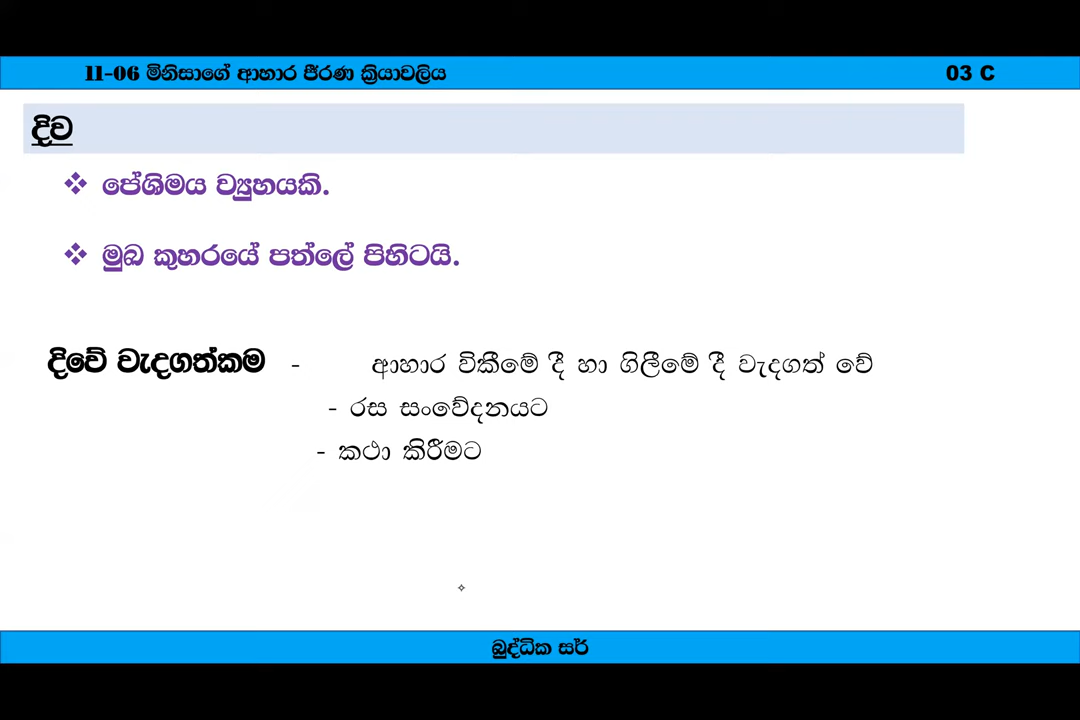 11-06 මිනිසාගේ ආහාර ජීරණ ක්‍රියාවලිය 03 C
දිව
❖ පේශිමය ව්‍යුහයකි.
❖ මුඛ කුහරයේ පත්ලේ පිහිටයි.
දිවේ වැදගත්කම - ආහාර විකීමේ දී හා ගිලීමේ දී වැදගත් වේ
- රස සංවේදනයට
- කථා කිරීමට
බුද්ධික සර්